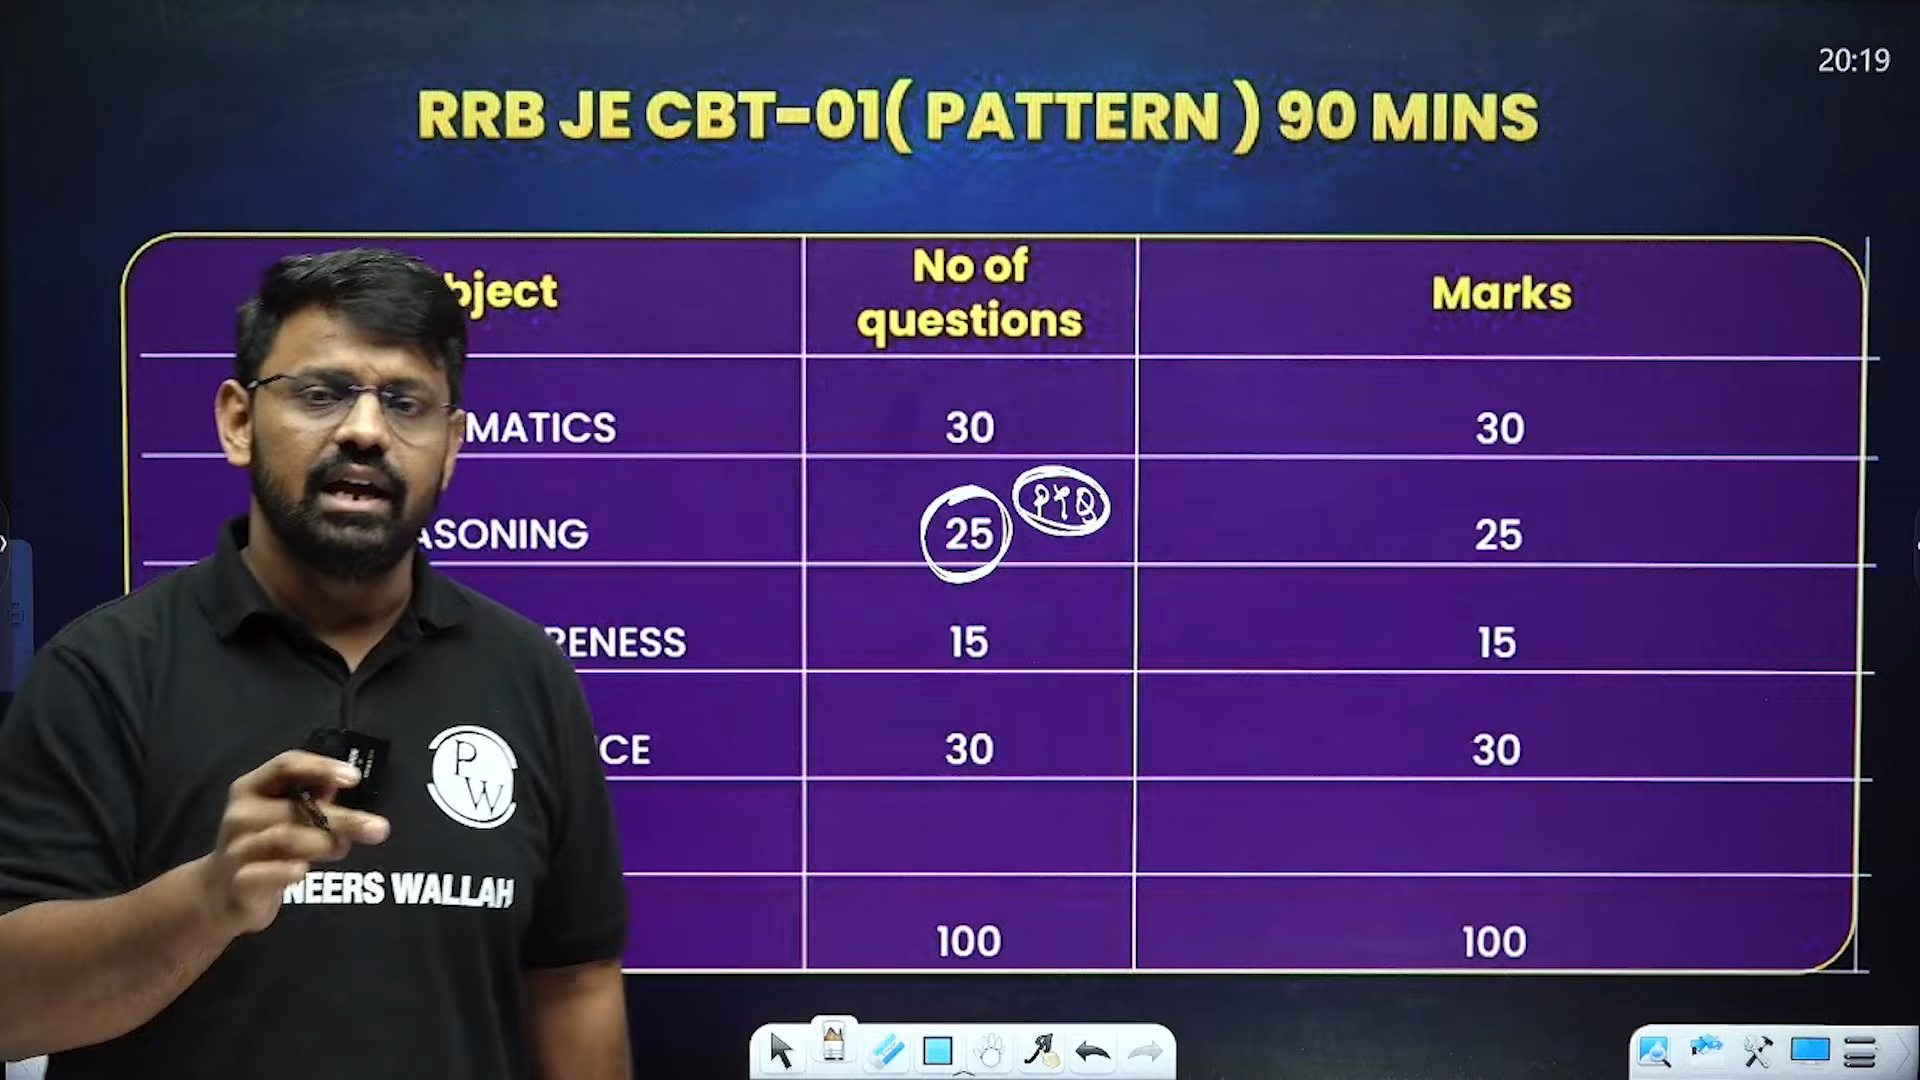 20:19
RRB JE CBT-01( PATTERN ) 90 MINS
bject
No of
questions
Marks
MATICS
30
30
PYQ
ASONING
25
25
RENESS
15
15
CE
30
30
100
100
PW
NEERS WALLAH